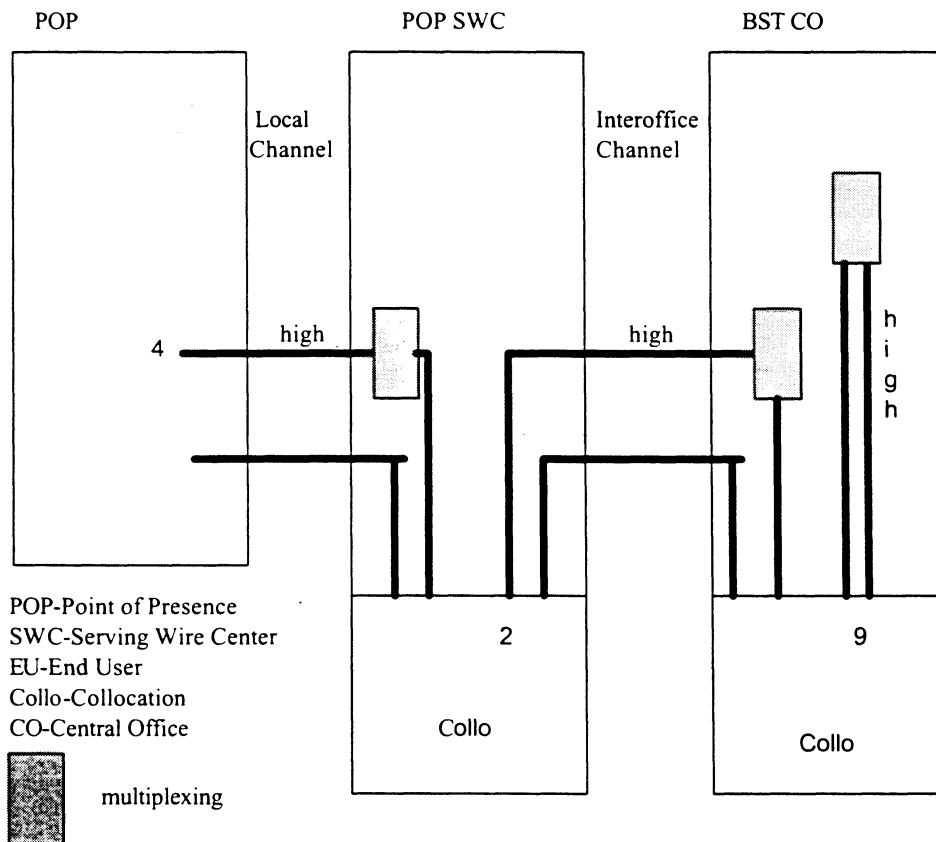 POP
POP SWC
BST CO
Local
Channel
Interoffice
Channel
4
high
high
h
i
g
h
POP-Point of Presence
SWC-Serving Wire Center
EU-End User
Collo-Collocation
CO-Central Office
2
9
Collo
Collo
multiplexing